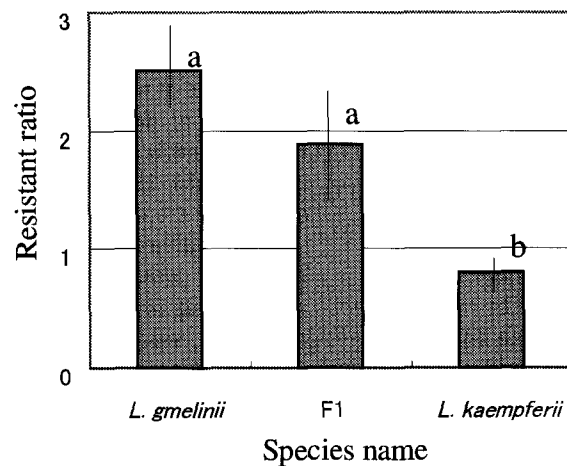 3
a
a
2
Resistant ratio
1
b
0
L. gmelinii F1 L. kaempferii
Species name